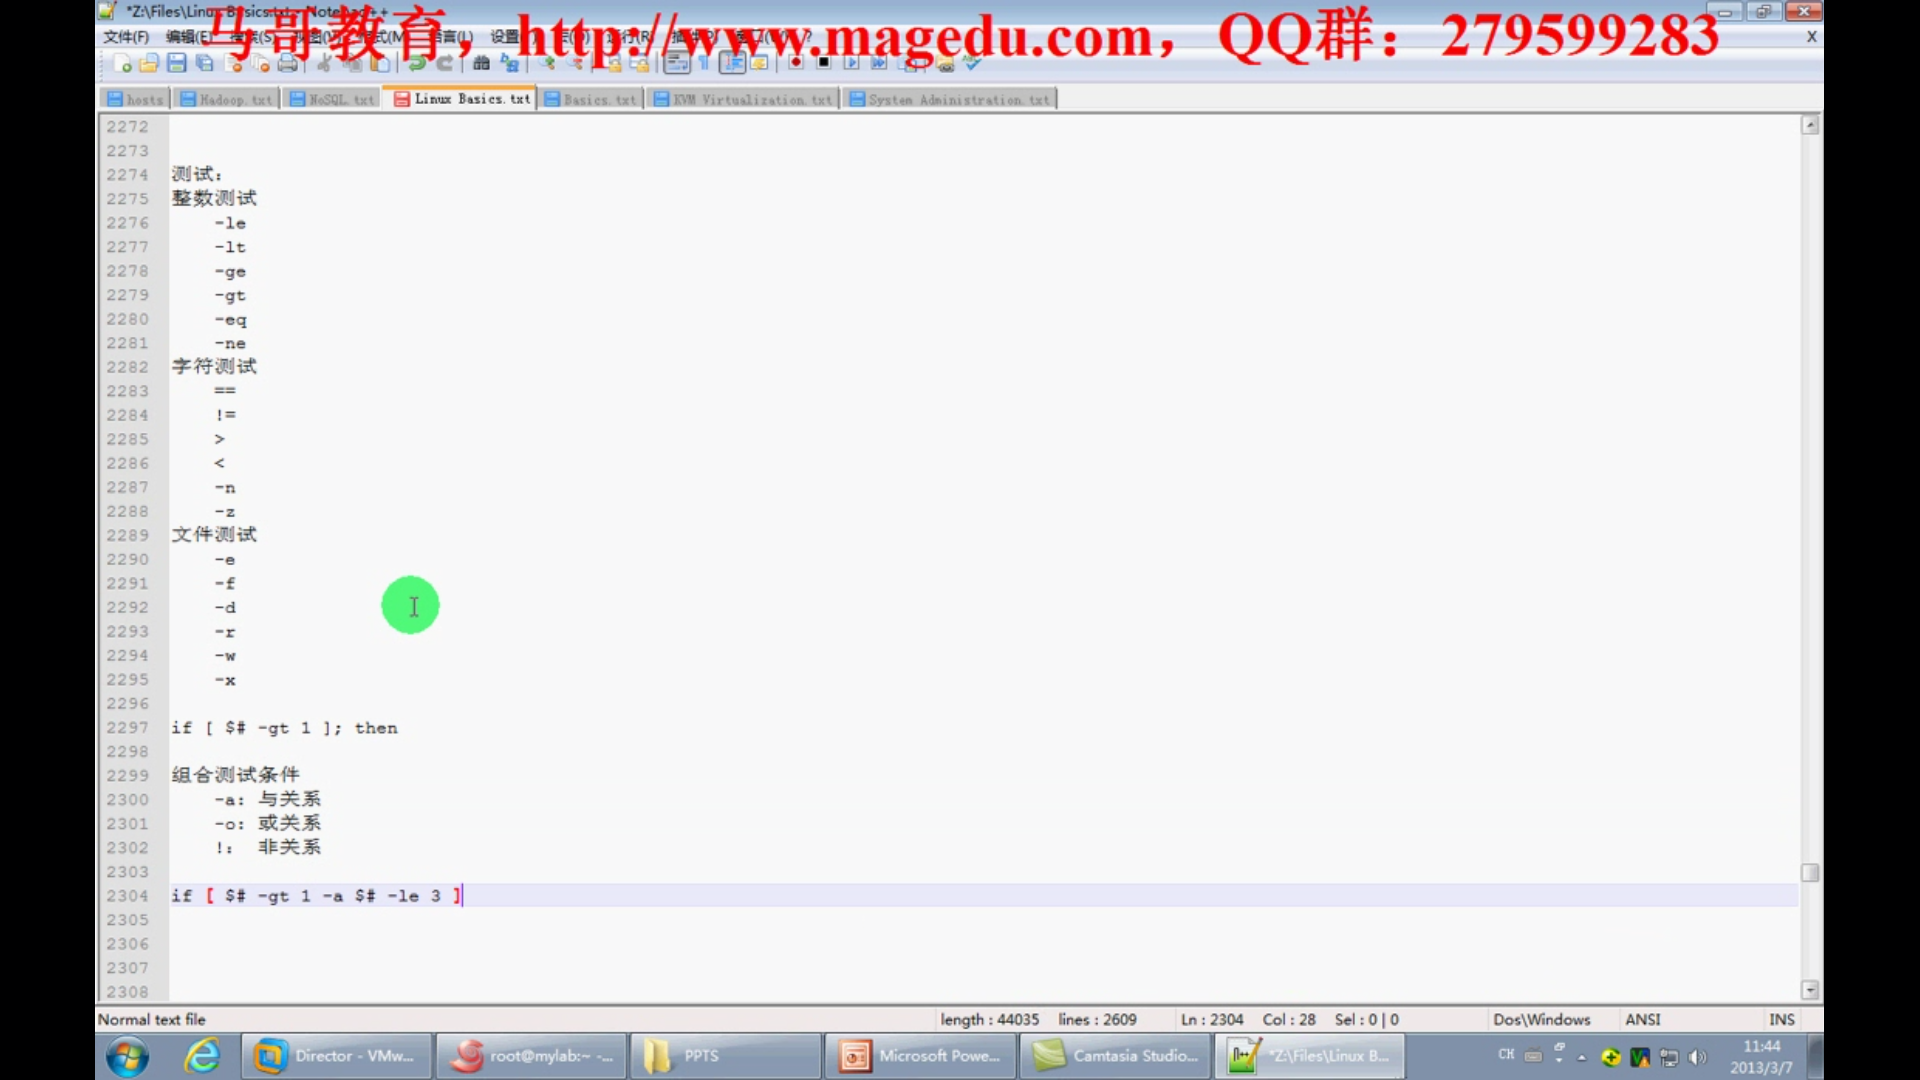 *Z:\Files\Linux Basics.txt - Notepad++
马哥教育，http://www.magedu.com，QQ群：279599283
文件(F) 编辑(E)
hosts Hadoop.txt NoSQL.txt Linux Basics.txt Basics.txt KVM Virtualization.txt System Administration.txt
2272
2273
2274 测试：
2275 整数测试
2276 -le
2277 -lt
2278 -ge
2279 -gt
2280 -eq
2281 -ne
2282 字符测试
2283 ==
2284 !=
2285 >
2286 <
2287 -n
2288 -z
2289 文件测试
2290 -e
2291 -f
2292 -d
2293 -r
2294 -w
2295 -x
2296
2297 if [ $# -gt 1 ]; then
2298
2299 组合测试条件
2300 -a: 与关系
2301 -o: 或关系
2302 !: 非关系
2303
2304 if [ $# -gt 1 -a $# -le 3 ]
2305
2306
2307
2308
Normal text file length : 44035 lines : 2609 Ln : 2304 Col : 28 Sel : 0 | 0 Dos\Windows ANSI INS
Director - VMw... root@mylab:~ -... PPTS Microsoft Powe... Camtasia Studio... *Z:\Files\Linux B... CH 11:44
2013/3/7